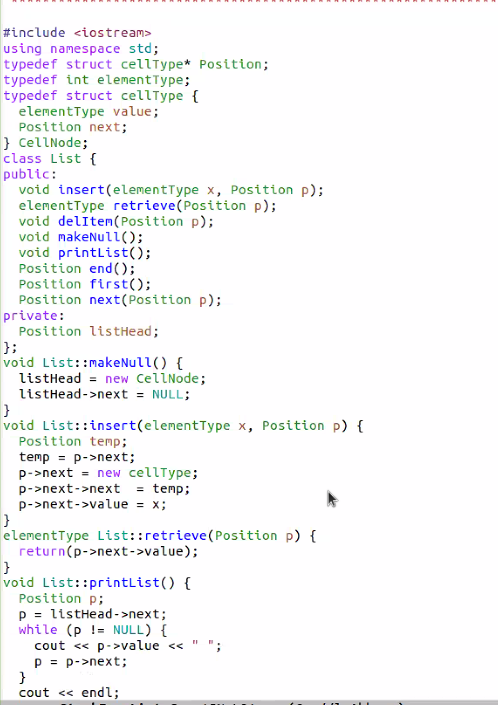 #include <iostream>
using namespace std;
typedef struct cellType* Position;
typedef int elementType;
typedef struct cellType {
  elementType value;
  Position next;
} CellNode;
class List {
public:
  void insert(elementType x, Position p);
  elementType retrieve(Position p);
  void delItem(Position p);
  void makeNull();
  void printList();
  Position end();
  Position first();
  Position next(Position p);
private:
  Position listHead;
};
void List::makeNull() {
  listHead = new CellNode;
  listHead->next = NULL;
}
void List::insert(elementType x, Position p) {
  Position temp;
  temp = p->next;
  p->next = new cellType;
  p->next->next  = temp;
  p->next->value = x;
}
elementType List::retrieve(Position p) {
  return(p->next->value);
}
void List::printList() {
  Position p;
  p = listHead->next;
  while (p != NULL) {
    cout << p->value << " ";
    p = p->next;
  }
  cout << endl;